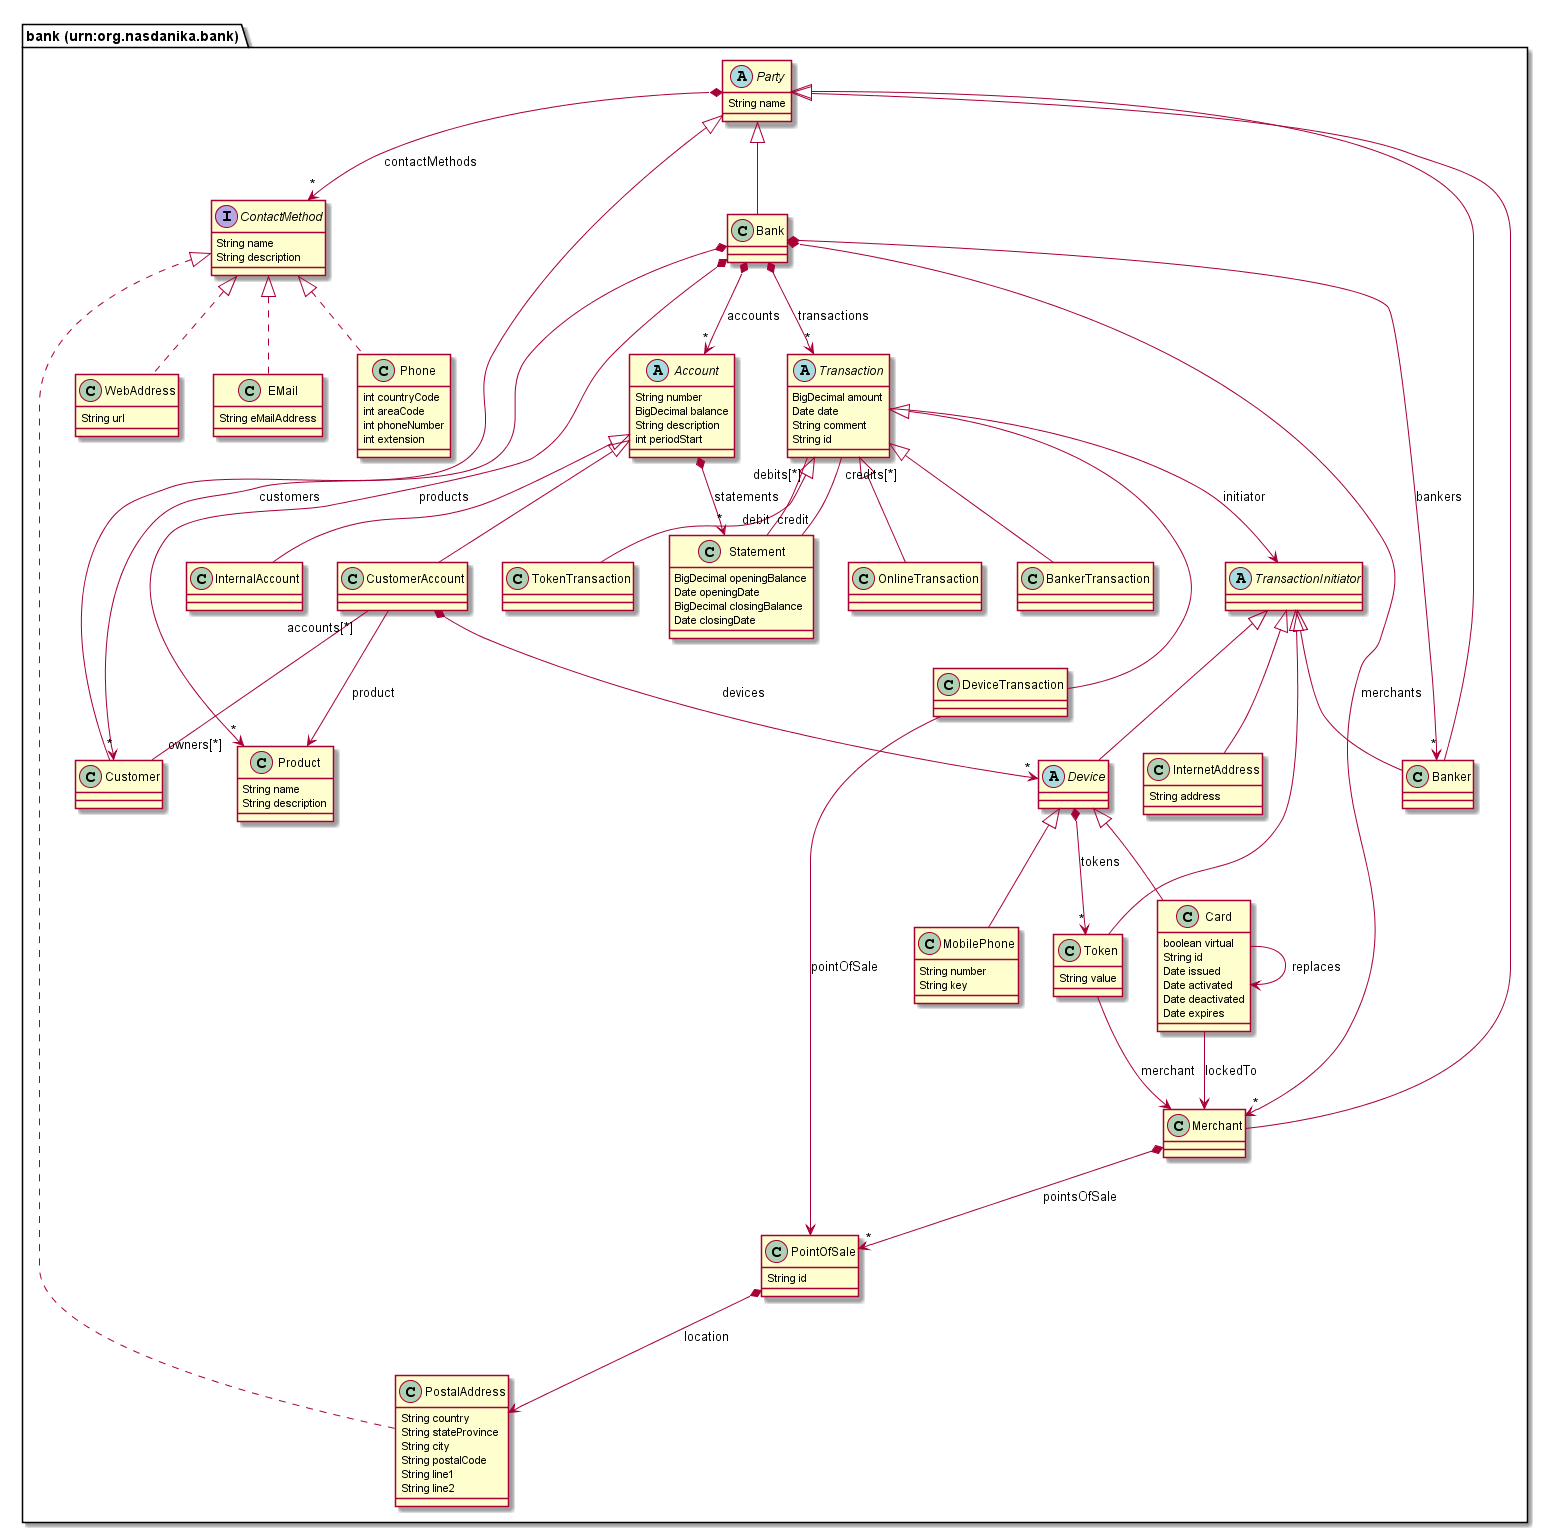 bank (urn:org.nasdanika.bank)
A Party
String name
contactMethods
*
I ContactMethod
String name
String description
C Bank
accounts
transactions
*
*
C WebAddress
String url
C EMail
String eMailAddress
C Phone
int countryCode
int areaCode
int phoneNumber
int extension
A Account
String number
BigDecimal balance
String description
int periodStart
A Transaction
BigDecimal amount
Date date
String comment
String id
customers
products
statements
*
debits[*]
credits[*]
debit
credit
initiator
bankers
C InternalAccount
C CustomerAccount
C TokenTransaction
C Statement
BigDecimal openingBalance
Date openingDate
BigDecimal closingBalance
Date closingDate
C OnlineTransaction
C BankerTransaction
A TransactionInitiator
accounts[*]
product
devices
C DeviceTransaction
merchants
*
owners[*]
*
*
*
C Customer
C Product
String name
String description
A Device
C InternetAddress
String address
C Banker
tokens
*
C MobilePhone
String number
String key
C Token
String value
C Card
boolean virtual
String id
Date issued
Date activated
Date deactivated
Date expires
replaces
pointOfSale
merchant
lockedTo
*
C Merchant
pointsOfSale
*
C PointOfSale
String id
location
C PostalAddress
String country
String stateProvince
String city
String postalCode
String line1
String line2